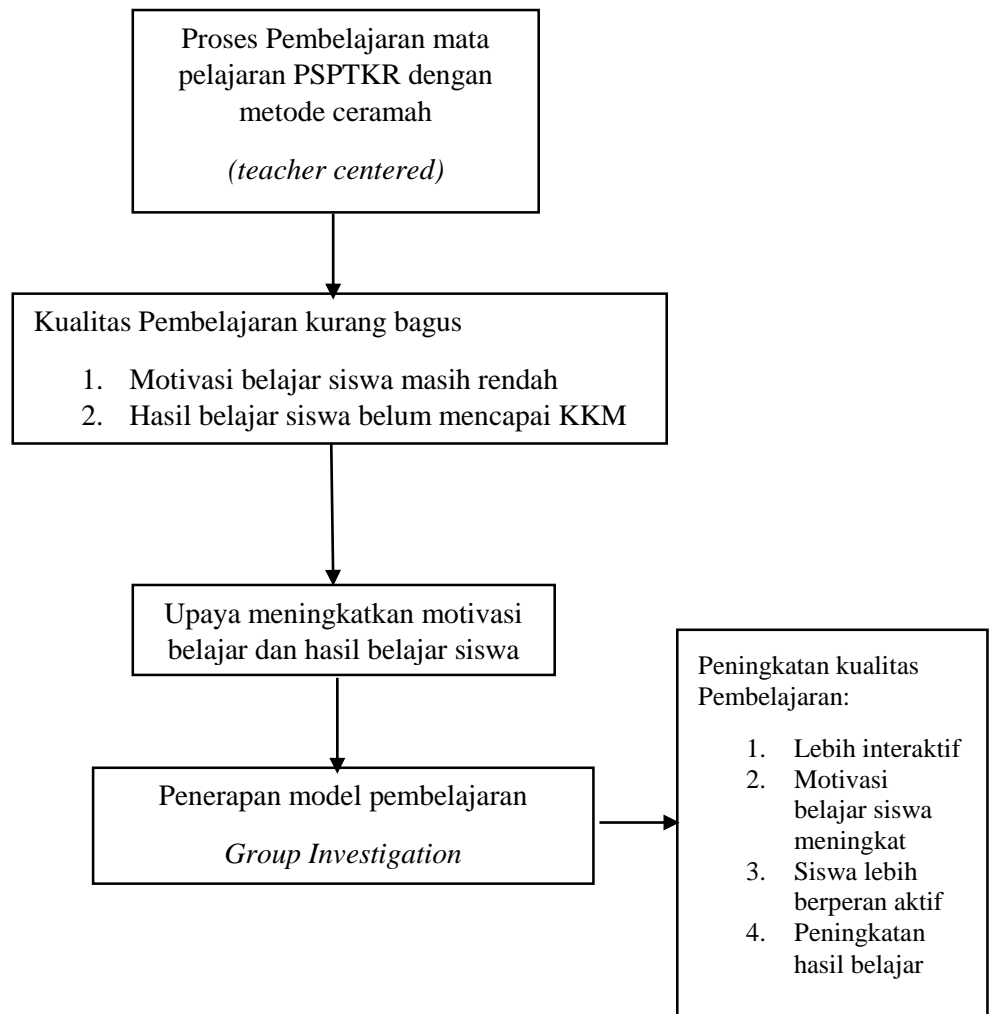 Proses Pembelajaran mata
pelajaran PSPTKR dengan
metode ceramah
(teacher centered)
Kualitas Pembelajaran kurang bagus
1. Motivasi belajar siswa masih rendah
2. Hasil belajar siswa belum mencapai KKM
Upaya meningkatkan motivasi
belajar dan hasil belajar siswa
Penerapan model pembelajaran
Group Investigation
Peningkatan kualitas
Pembelajaran:
1. Lebih interaktif
2. Motivasi
belajar siswa
meningkat
3. Siswa lebih
berperan aktif
4. Peningkatan
hasil belajar